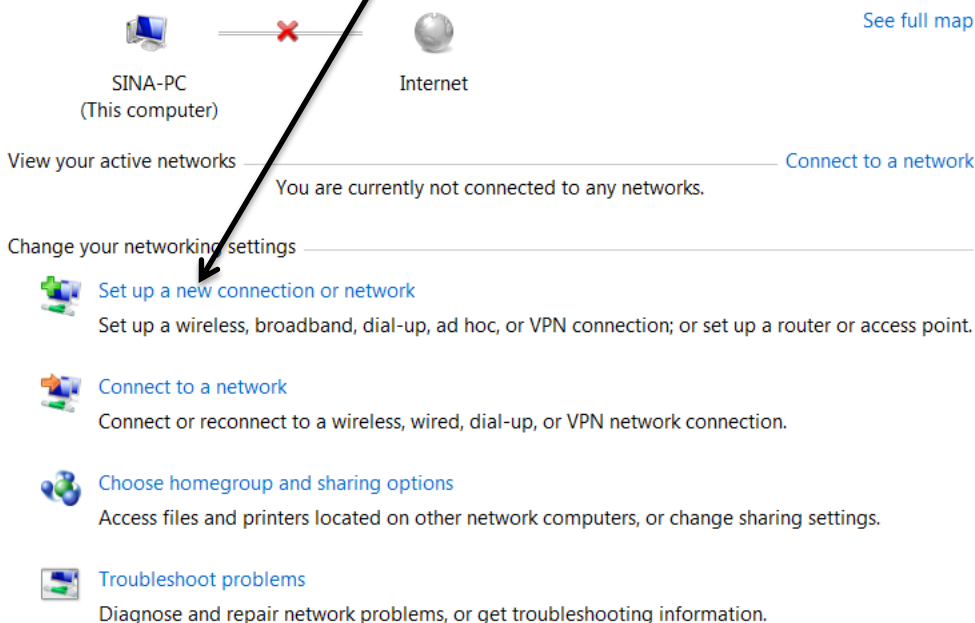 See full map
SINA-PC
(This computer)
Internet
View your active networks
Connect to a network
You are currently not connected to any networks.
Change your networking settings
Set up a new connection or network
Set up a wireless, broadband, dial-up, ad hoc, or VPN connection; or set up a router or access point.
Connect to a network
Connect or reconnect to a wireless, wired, dial-up, or VPN network connection.
Choose homegroup and sharing options
Access files and printers located on other network computers, or change sharing settings.
Troubleshoot problems
Diagnose and repair network problems, or get troubleshooting information.